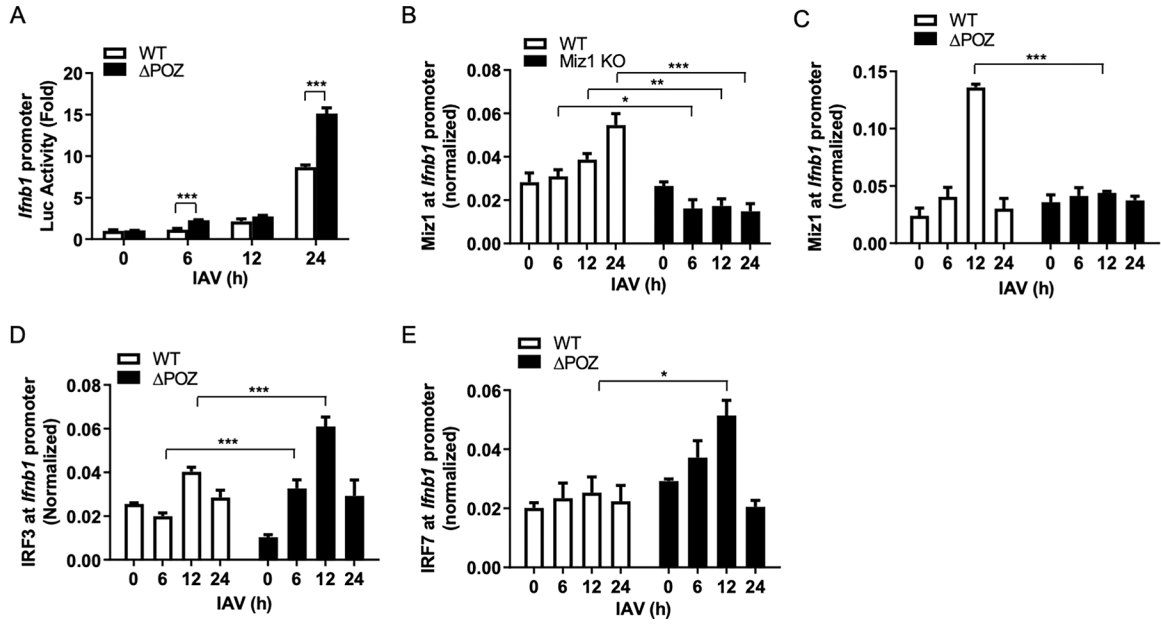 A
WT
ΔPOZ
Ifnb1 promoter
Luc Activity (Fold)
20
15
10
5
0
***
***
0 6 12 24
IAV (h)
B
WT
Miz1 KO
Miz1 at Ifnb1 promoter
(normalized)
0.08
0.06
0.04
0.02
0.00
***
**
*
0 6 12 24 0 6 12 24
IAV (h)
C
WT
ΔPOZ
Miz1 at Ifnb1 promoter
(normalized)
0.15
0.10
0.05
0.00
***
0 6 12 24 0 6 12 24
IAV (h)
D
WT
ΔPOZ
IRF3 at Ifnb1 promoter
(Normalized)
0.08
0.06
0.04
0.02
0.00
***
***
0 6 12 24 0 6 12 24
IAV (h)
E
WT
ΔPOZ
IRF7 at Ifnb1 promoter
(normalized)
0.06
0.04
0.02
0.00
*
0 6 12 24 0 6 12 24
IAV (h)